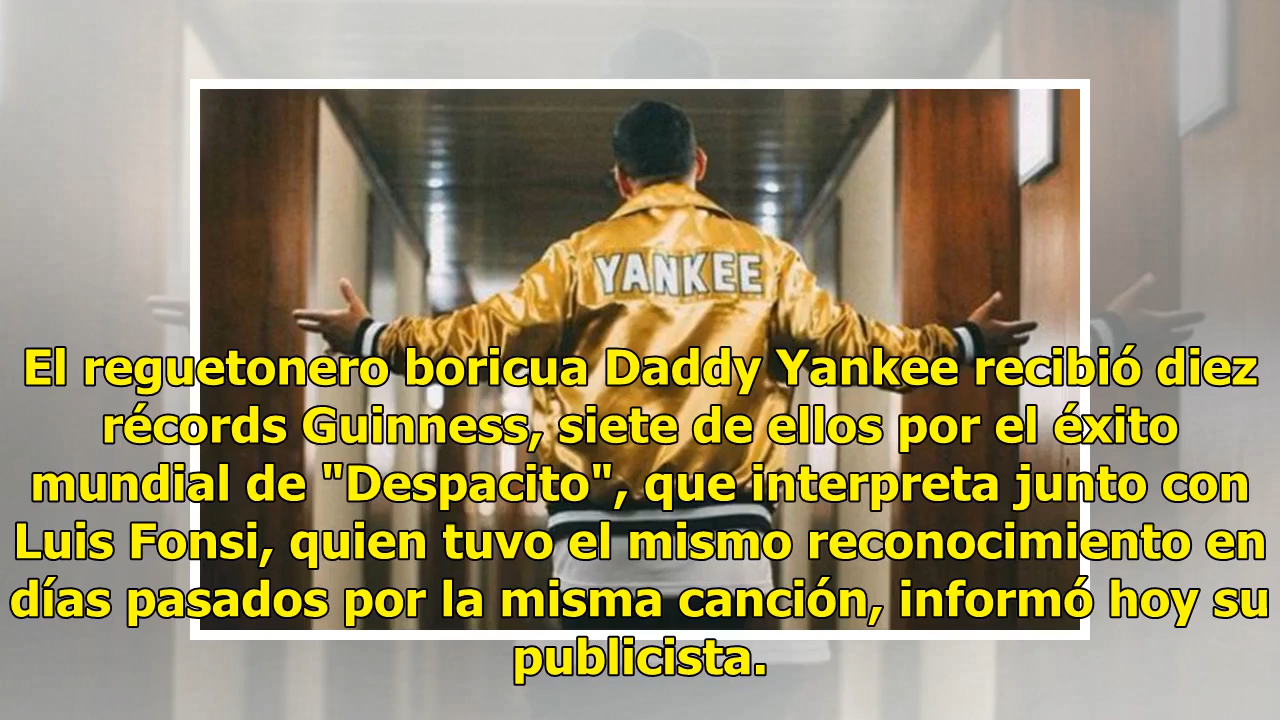 YANKEE
El reguetonero boricua Daddy Yankee recibió diez
récords Guinness, siete de ellos por el éxito
mundial de "Despacito", que interpreta junto con
Luis Fonsi, quien tuvo el mismo reconocimiento en
días pasados por la misma canción, informó hoy su
publicista.